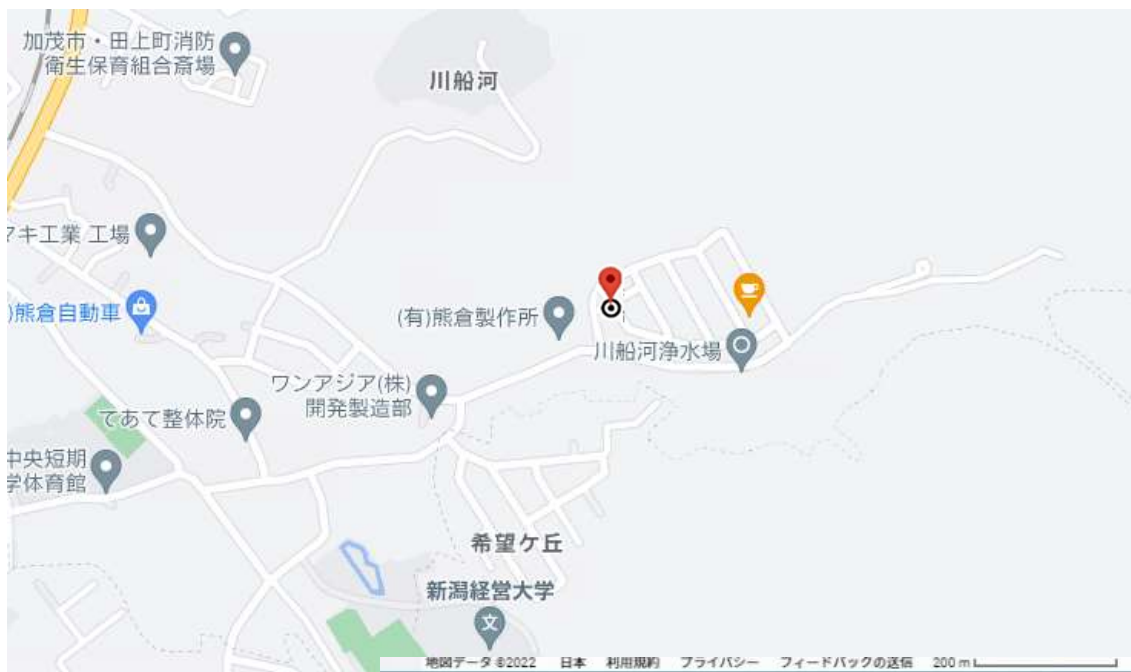 加茂市・田上町消防
衛生保育組合斎場
川船河
マキ工業 工場
)熊倉自動車
(有)熊倉製作所
川船河浄水場
ワンアジア(株)
開発製造部
てあて整体院
中央短期
学体育館
希望ケ丘
新潟経営大学
文
地図データ ©2022 日本 利用規約 プライバシー フィードバックの送信 200 m